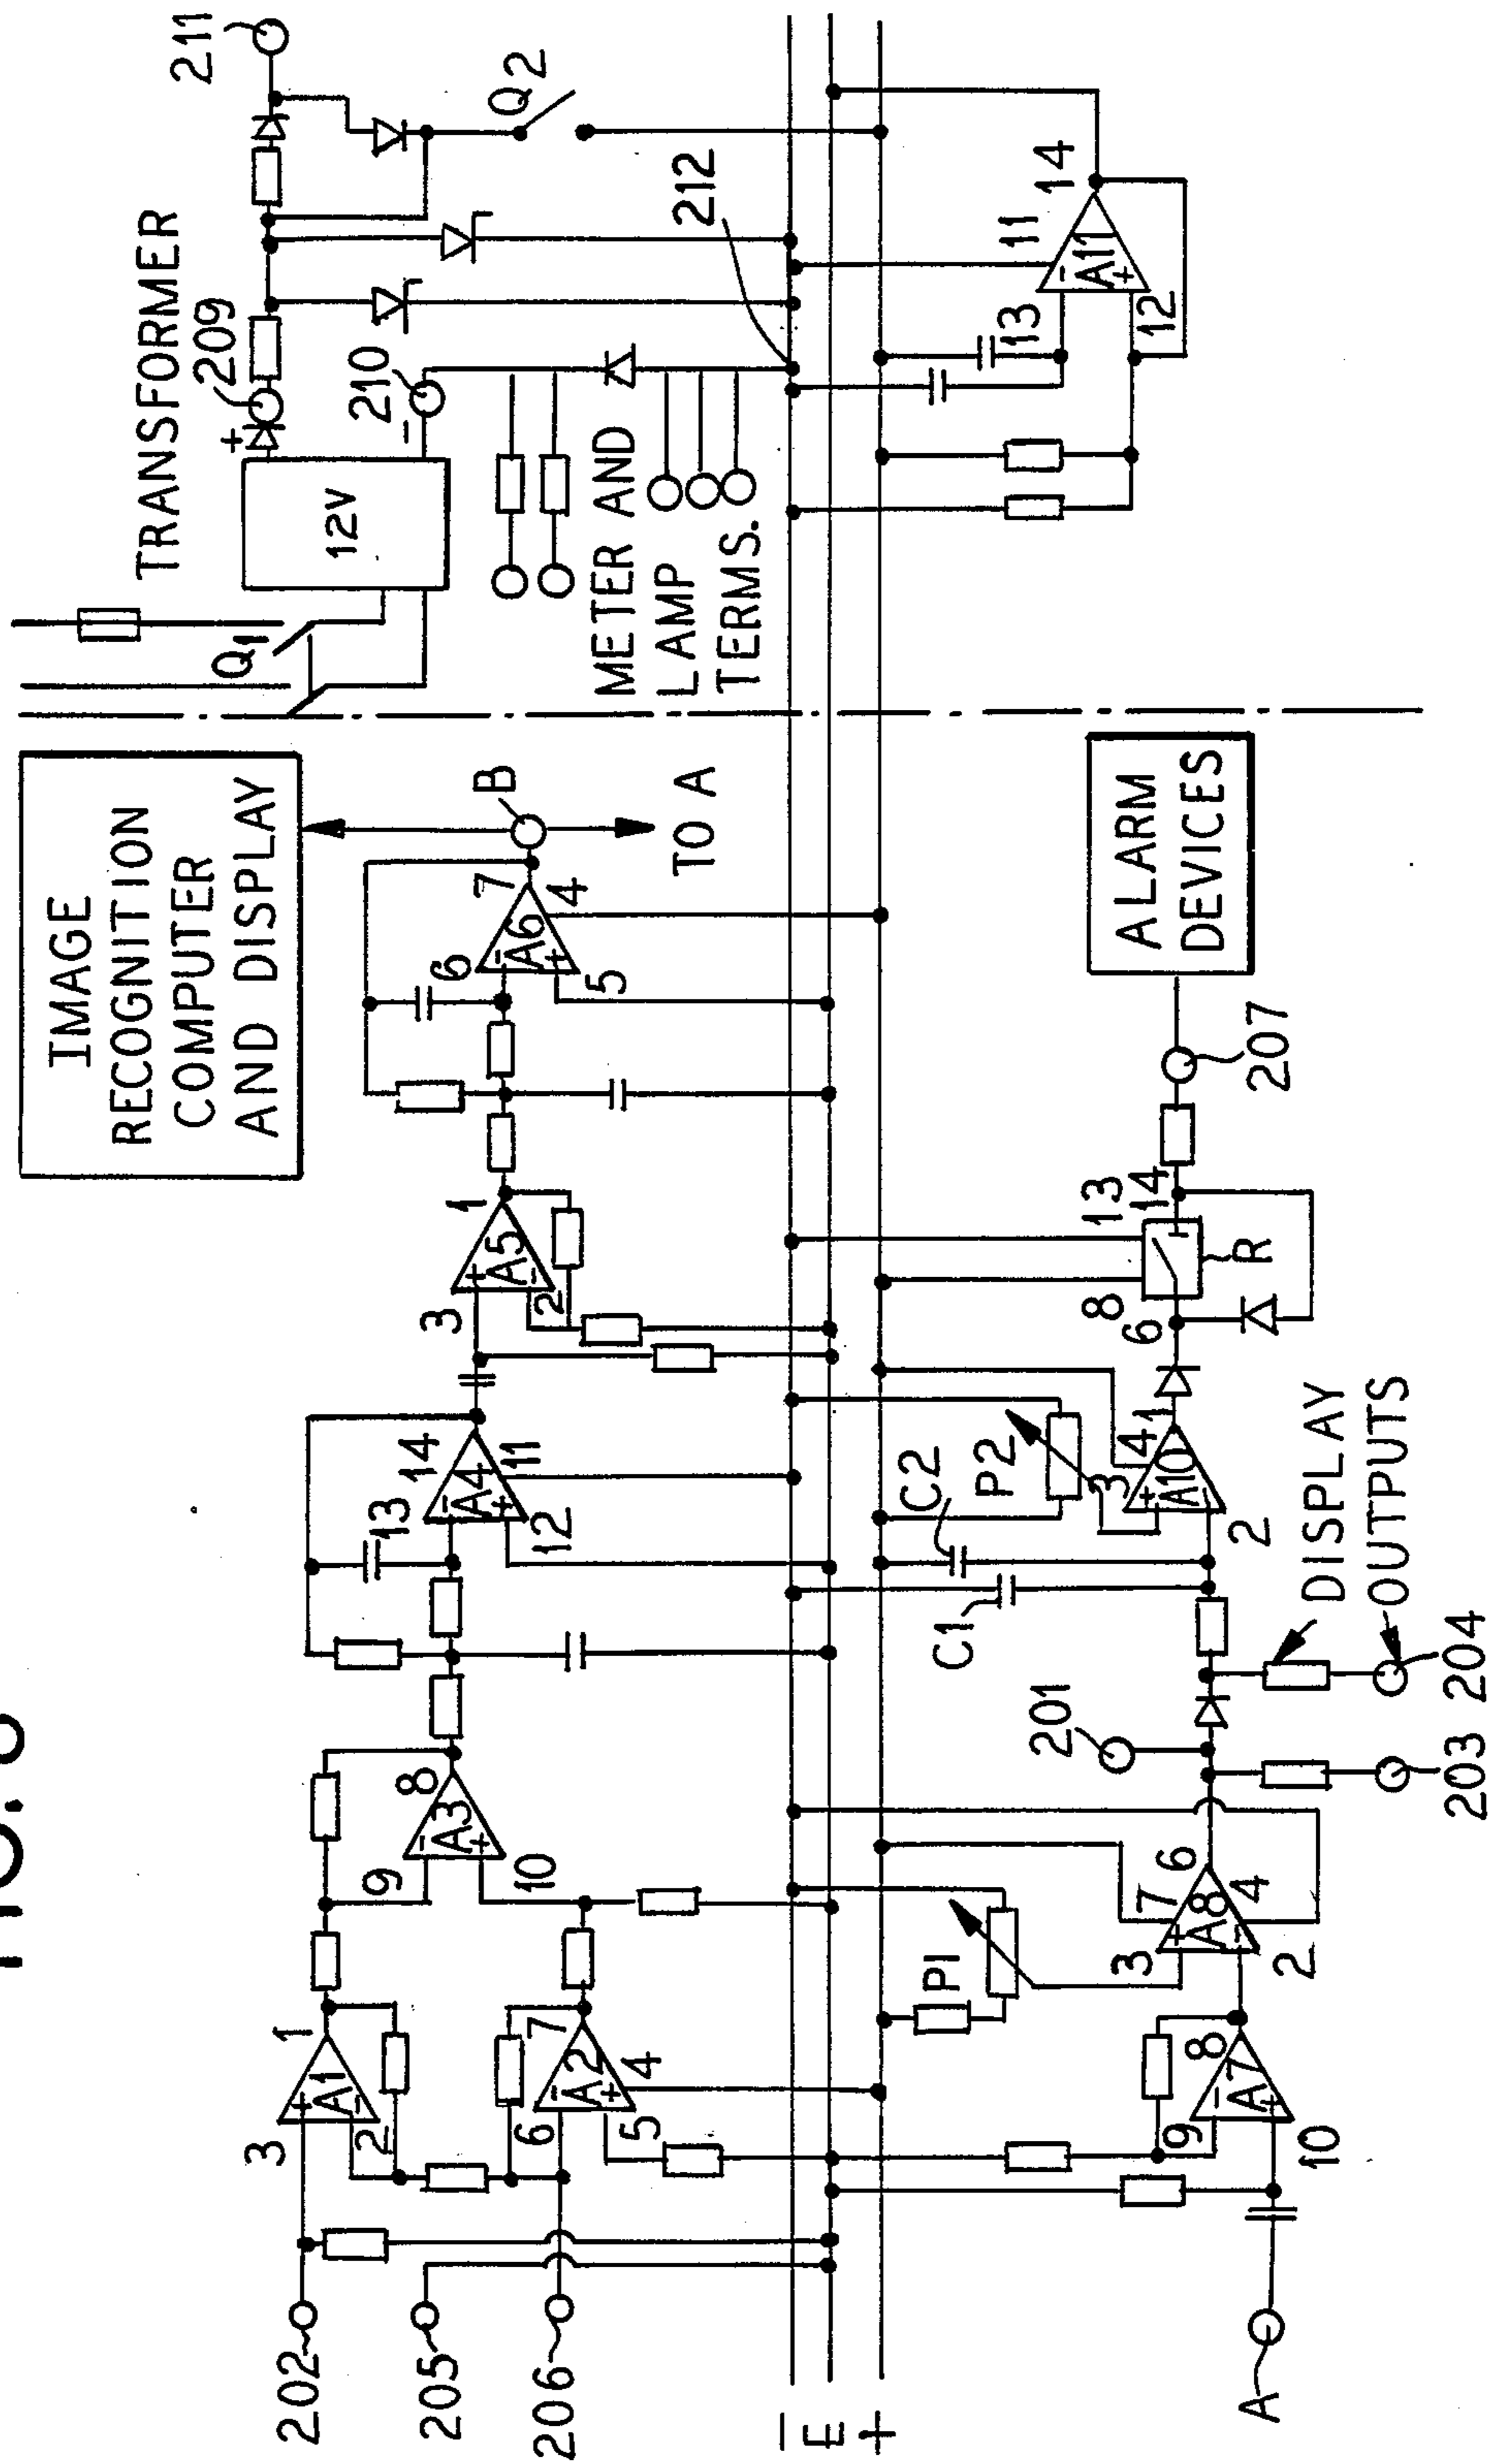 TRANSFORMER
211
209
+
12V
Q1
210
-
Q2
METER AND
LAMP
TERMS.
212
IMAGE
RECOGNITION
COMPUTER
AND DISPLAY
B
TO A
202
205
206
3
+
A1
-
2
1
6
-
A2
+
5
7
4
9
-
A3
+
10
8
13
-
A4
+
12
14
11
3
+
A5
-
2
1
6
-
A6
+
5
7
4
-
E
+
11
13
-
A11
+
12
14
A
9
-
A7
+
10
8
P1
3
+
A8
-
2
7
6
4
201
203
204
DISPLAY
OUTPUTS
C1
C2
P2
3
+
A10
-
2
4
1
8
6
13
14
R
207
ALARM
DEVICES